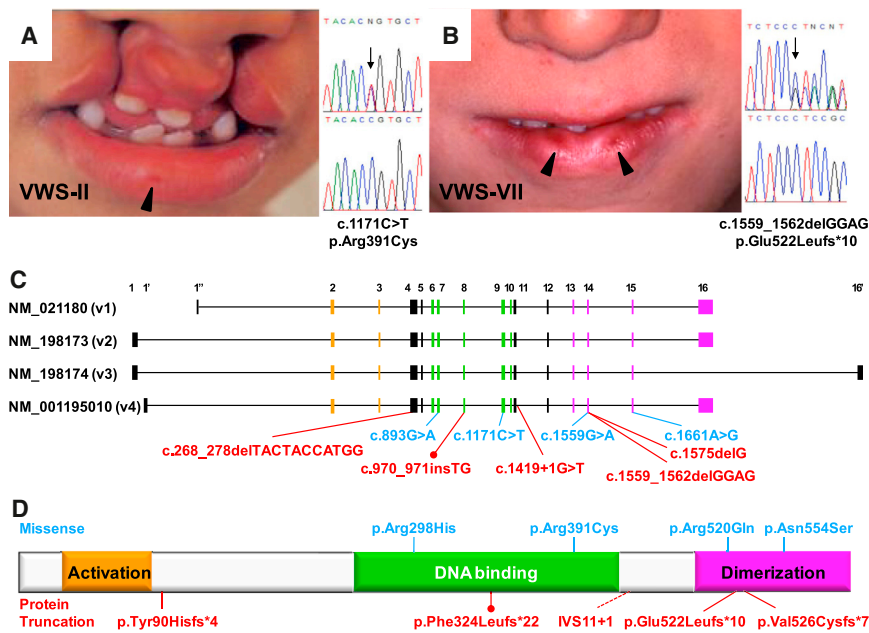 A
TACACNGTGCT
TACACCGTGCT
VWS-II
c.1171C>T
p.Arg391Cys
B
TCTCCCTNCNT
TCTCCCTCCGC
VWS-VII
c.1559_1562delGGAG
p.Glu522Leufs*10
C
1 1' 1'' 2 3 4 5 6 7 8 9 10 11 12 13 14 15 16 16'
NM_021180 (v1)
NM_198173 (v2)
NM_198174 (v3)
NM_001195010 (v4)
c.268_278delTACTACCATGG
c.893G>A
c.970_971insTG
c.1171C>T
c.1419+1G>T
c.1559G>A
c.1661A>G
c.1575delG
c.1559_1562delGGAG
D
Missense
p.Arg298His p.Arg391Cys p.Arg520Gln p.Asn554Ser
Activation DNA binding Dimerization
Protein
Truncation
p.Tyr90Hisfs*4 p.Phe324Leufs*22 IVS11+1 p.Glu522Leufs*10 p.Val526Cysfs*7